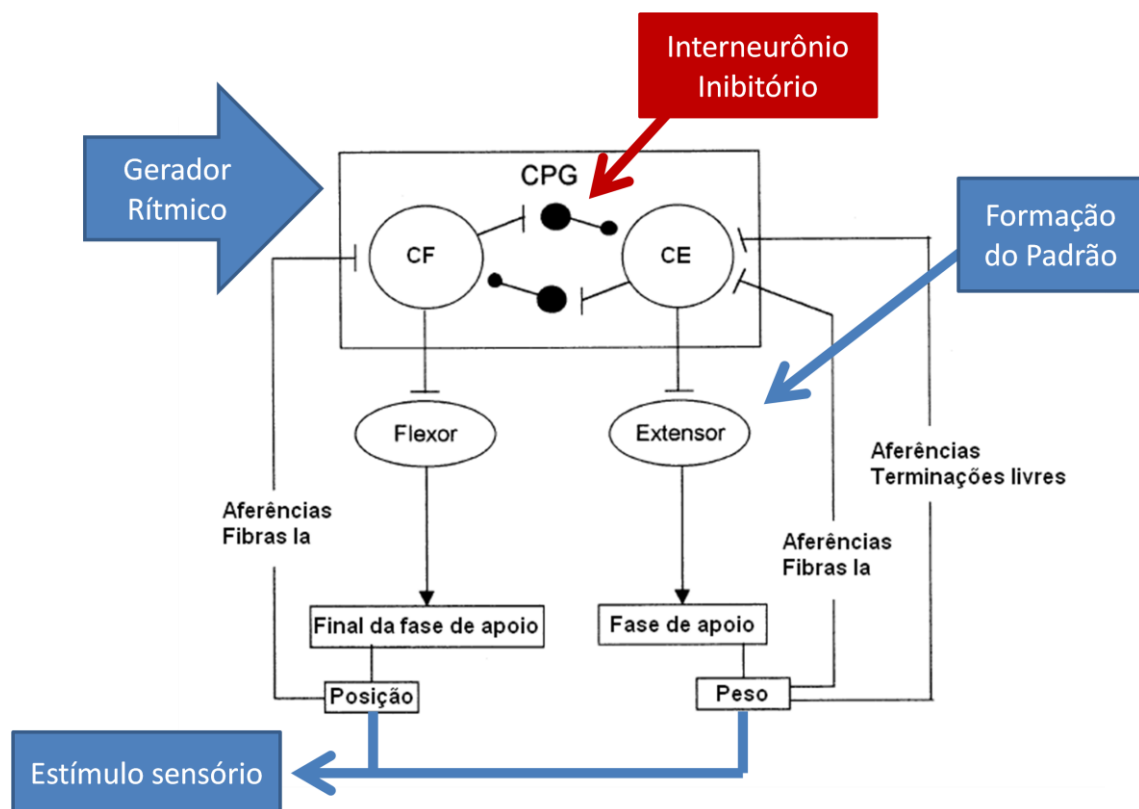 Interneurônio
Inibitório
Gerador
Rítmico
CPG
CF
CE
Formação
do Padrão
Flexor
Extensor
Aferências
Terminações livres
Aferências
Fibras Ia
Aferências
Fibras Ia
Final da fase de apoio
Fase de apoio
Posição
Peso
Estímulo sensório